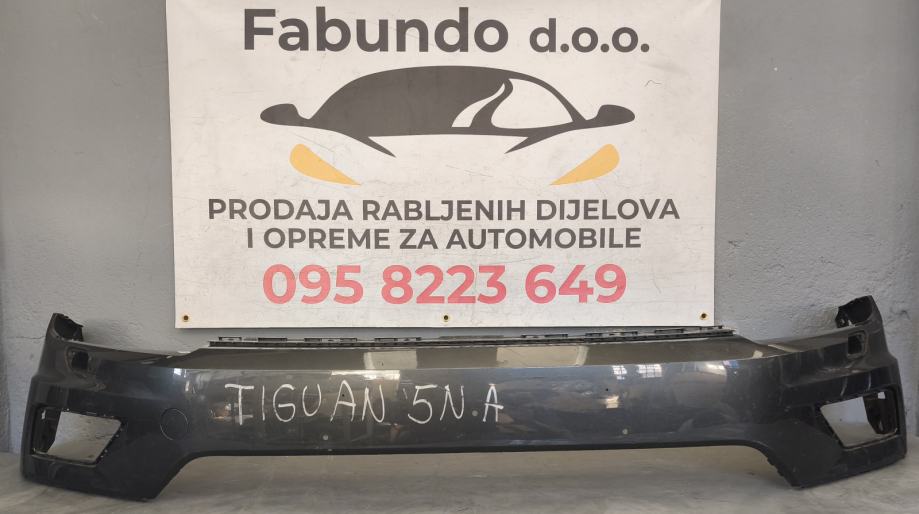 Fabundo d.o.o.
PRODAJA RABLJENIH DIJELOVA
I OPREME ZA AUTOMOBILE
095 8223 649
TIGUAN 5N.A